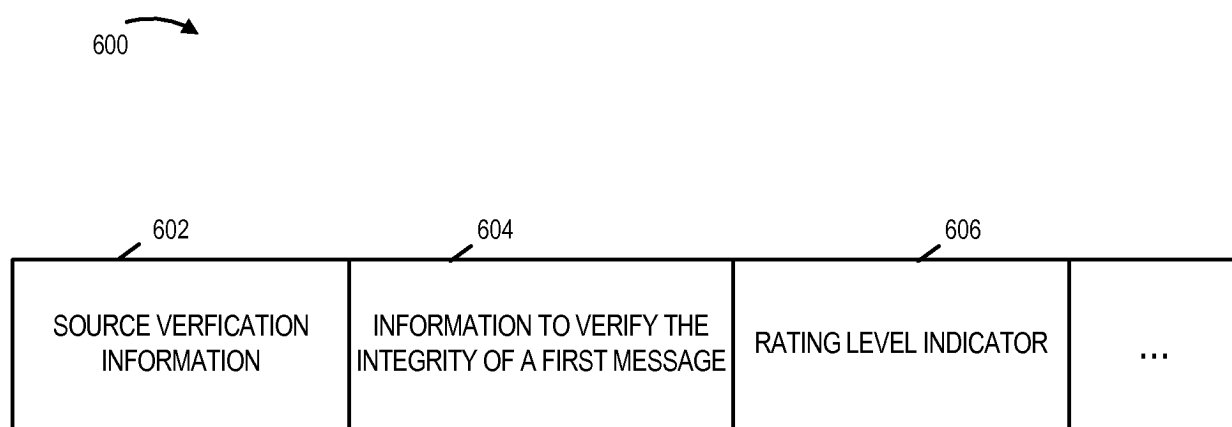 600
602
604
606
SOURCE VERFICATION
INFORMATION
INFORMATION TO VERIFY THE
INTEGRITY OF A FIRST MESSAGE
RATING LEVEL INDICATOR
...